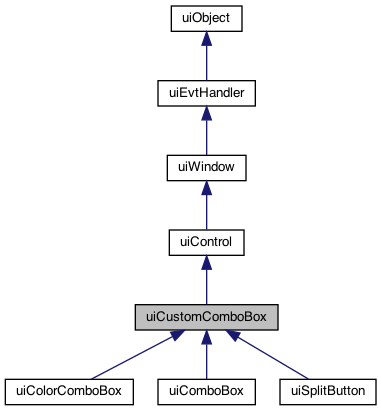 uiObject
uiEvtHandler
uiWindow
uiControl
uiCustomComboBox
uiColorComboBox
uiComboBox
uiSplitButton